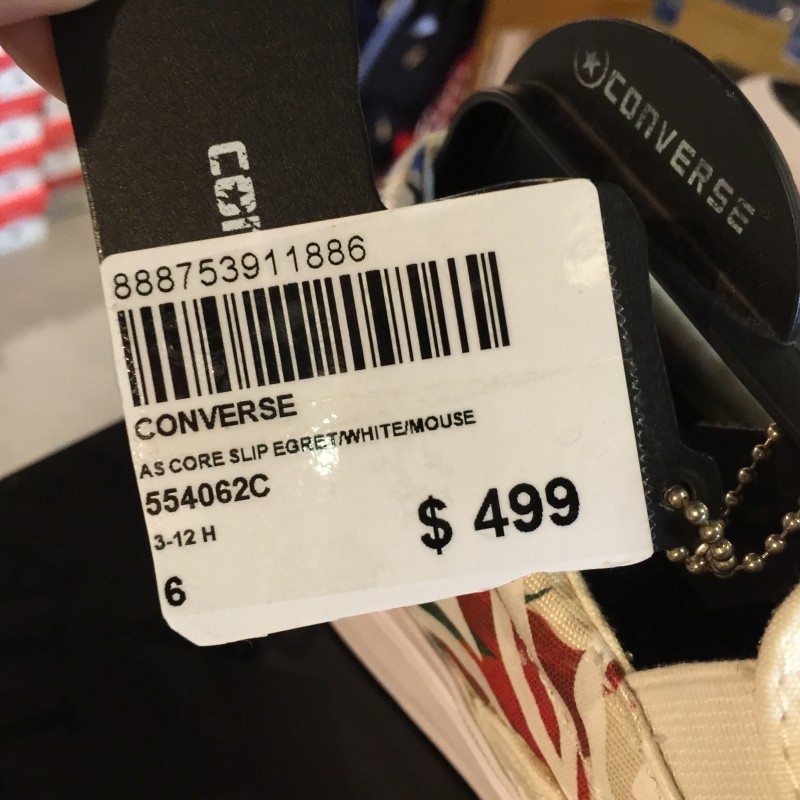 CONVERSE
888753911886
CONVERSE
AS CORE SLIP EGRET/WHITE/MOUSE
554062C
3-12 H
$ 499
6